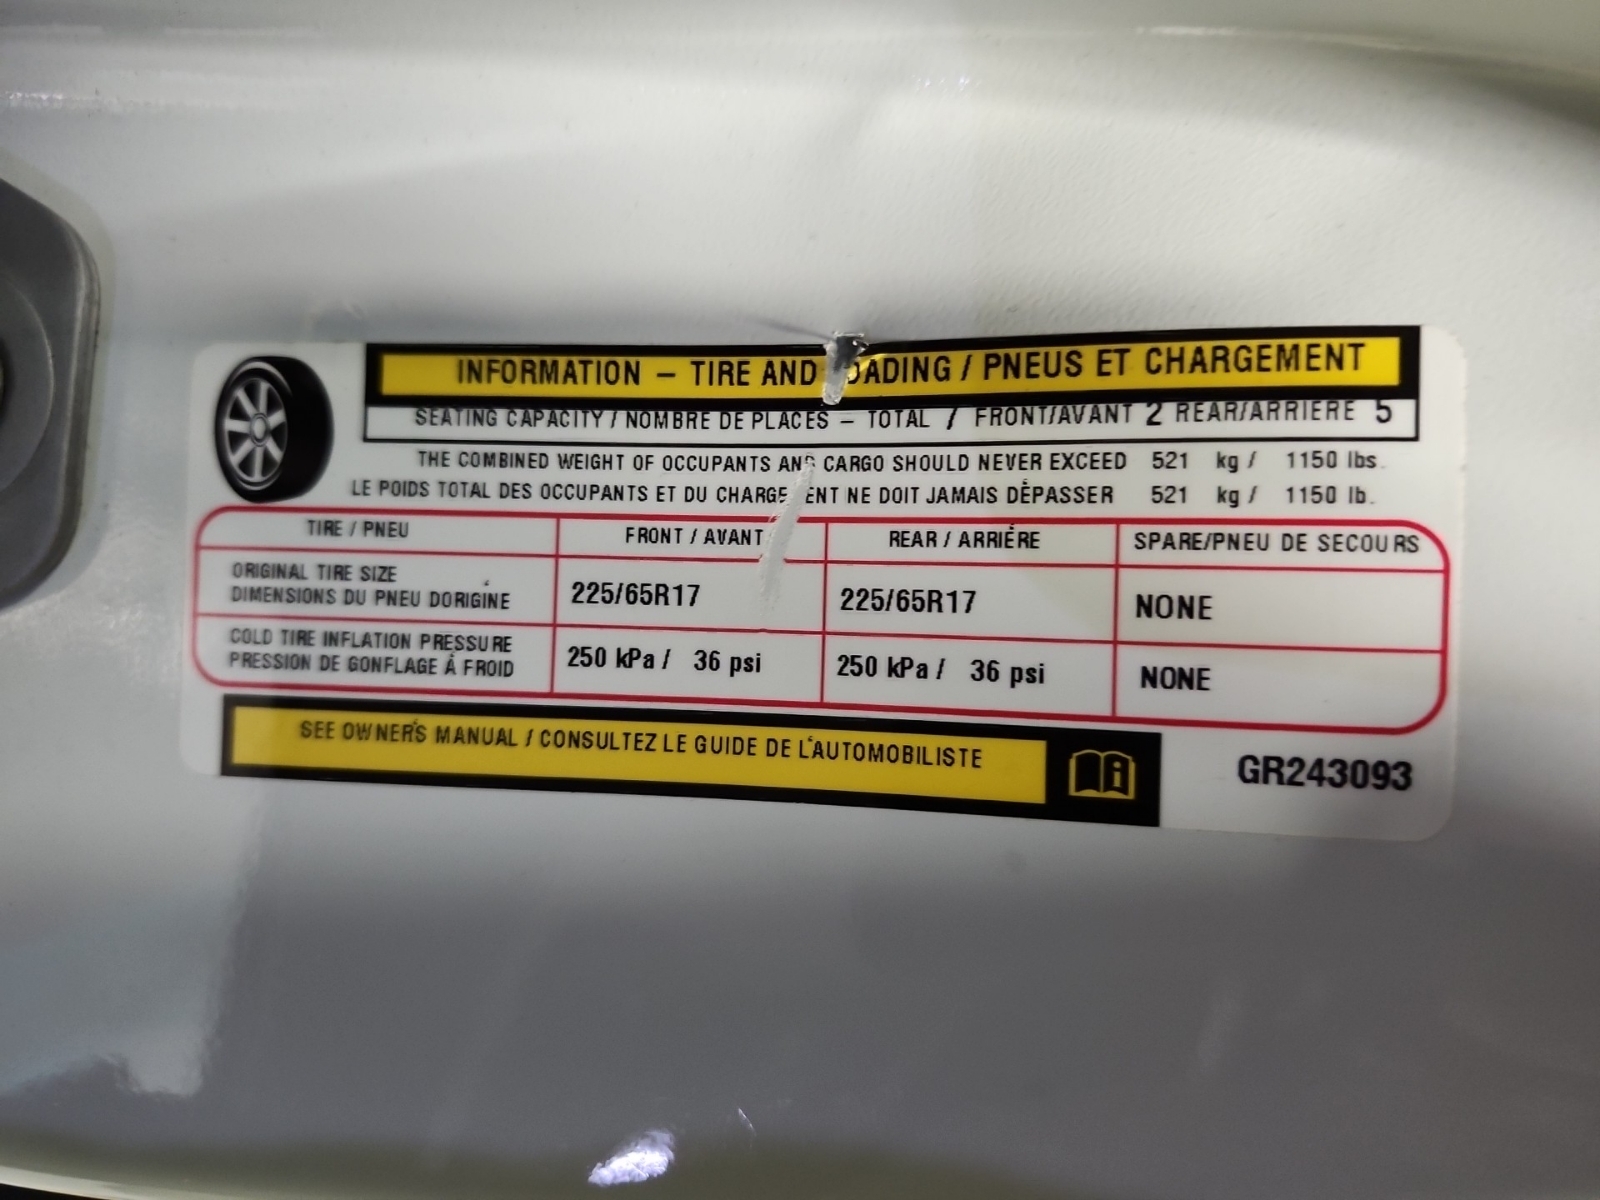 INFORMATION – TIRE AND OADING / PNEUS ET CHARGEMENT
SEATING CAPACITY / NOMBRE DE PLACES – TOTAL / FRONT/AVANT 2 REAR/ARRIERE 5
THE COMBINED WEIGHT OF OCCUPANTS AND CARGO SHOULD NEVER EXCEED 521 kg / 1150 lbs.
LE POIDS TOTAL DES OCCUPANTS ET DU CHARGE ENT NE DOIT JAMAIS DÉPASSER 521 kg / 1150 lb.
TIRE / PNEU FRONT / AVANT REAR / ARRIÉRE SPARE/PNEU DE SECOURS
ORIGINAL TIRE SIZE
DIMENSIONS DU PNEU DORIGINE 225/65R17 225/65R17 NONE
COLD TIRE INFLATION PRESSURE
PRESSION DE GONFLAGE À FROID 250 kPa / 36 psi 250 kPa / 36 psi NONE
SEE OWNER'S MANUAL / CONSULTEZ LE GUIDE DE L'AUTOMOBILISTE
GR243093